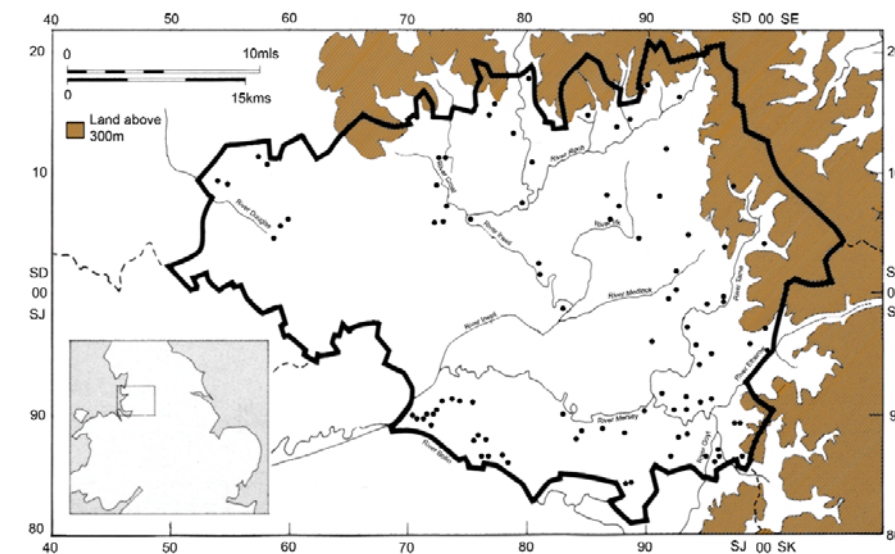 40 50 60 70 80 90 SD 00 SE
20
0 10mls
0 15kms
Land above
300m
10
River Douglas
River Croal
River Roch
River Irwell
River Irk
SD
00
SJ
River Medlock
River Tame
River Irwell
River Etherow
90
River Mersey
River Bollin
River Goyt
80
40 50 60 70 80 90 SJ 00 SK